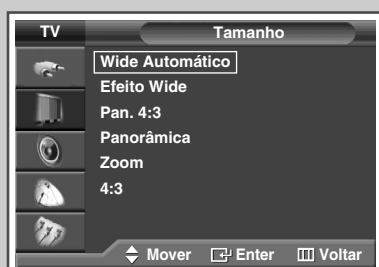 TV
Tamanho
Wide Automático
Efeito Wide
Pan. 4:3
Panorâmica
Zoom
4:3
Mover Enter Voltar